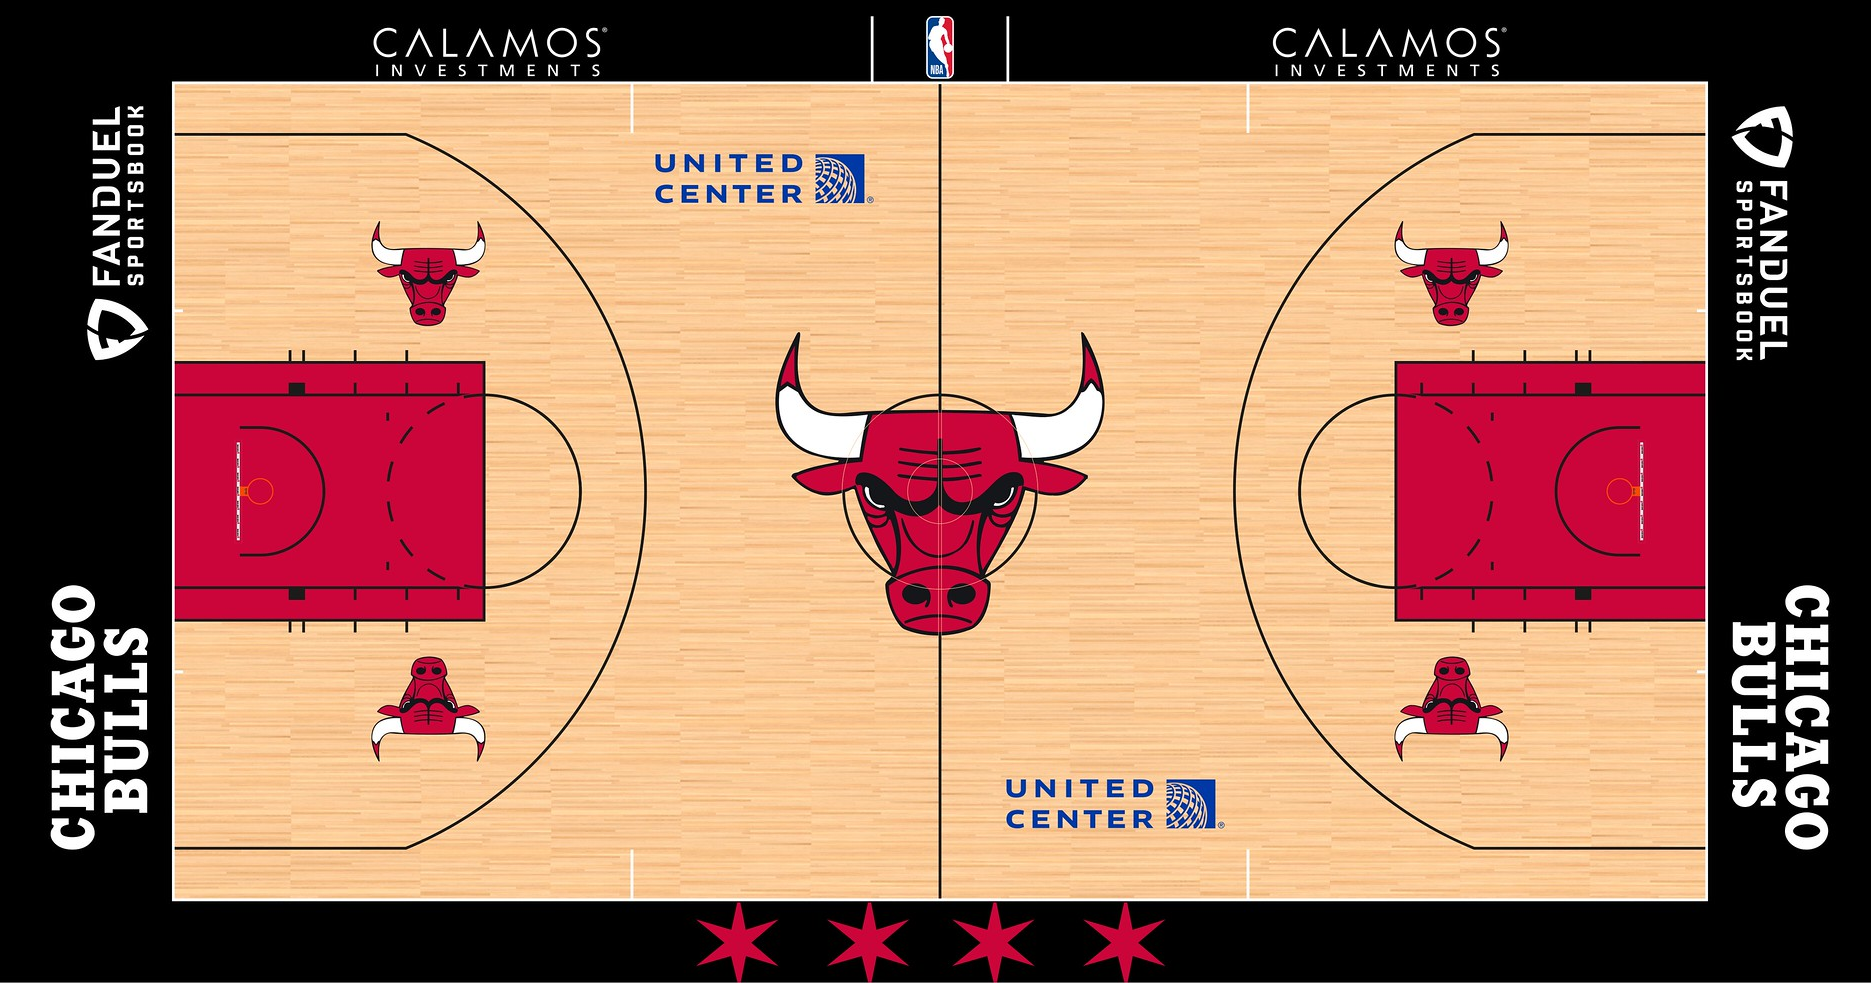 CALAMOS®
INVESTMENTS
NBA
CALAMOS®
INVESTMENTS
FANDUEL
SPORTSBOOK
FANDUEL
SPORTSBOOK
UNITED
CENTER®
CHICAGO
BULLS
CHICAGO
BULLS
UNITED
CENTER®